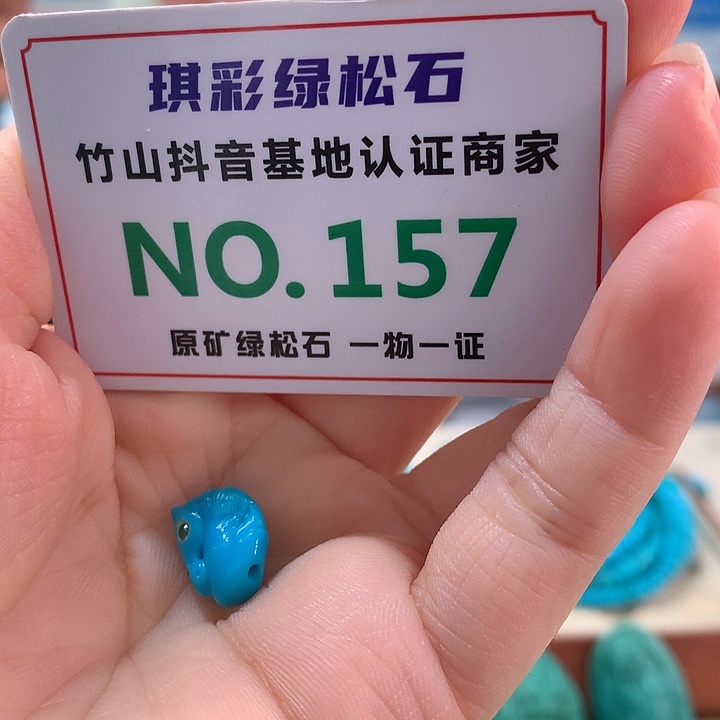 琪彩绿松石
竹山抖音基地认证商家
NO.157
原矿绿松石 一物一证